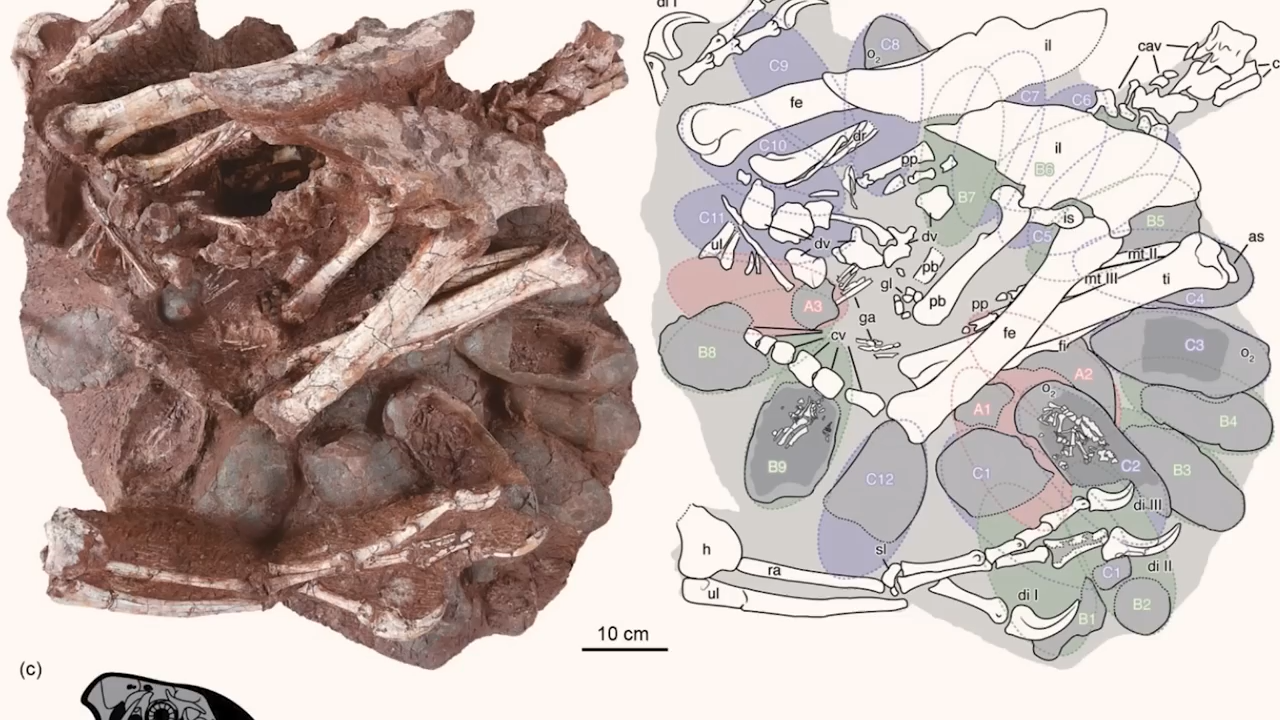 di I
C8
o2
C9
il
cav
c
fe
C7
C6
C10
dr
pp
il
B6
B7
C11
ul
dv
dv
is
C5
B5
as
mt II
mt III
ti
C4
pb
gl
pb
pp
A3
ga
cv
fe
fi
C3
o2
B8
A2
o2
A1
B4
B9
C12
C1
C2
B3
di III
h
sl
ra
C1
di II
ul
di I
B1
B2
10 cm
(c)